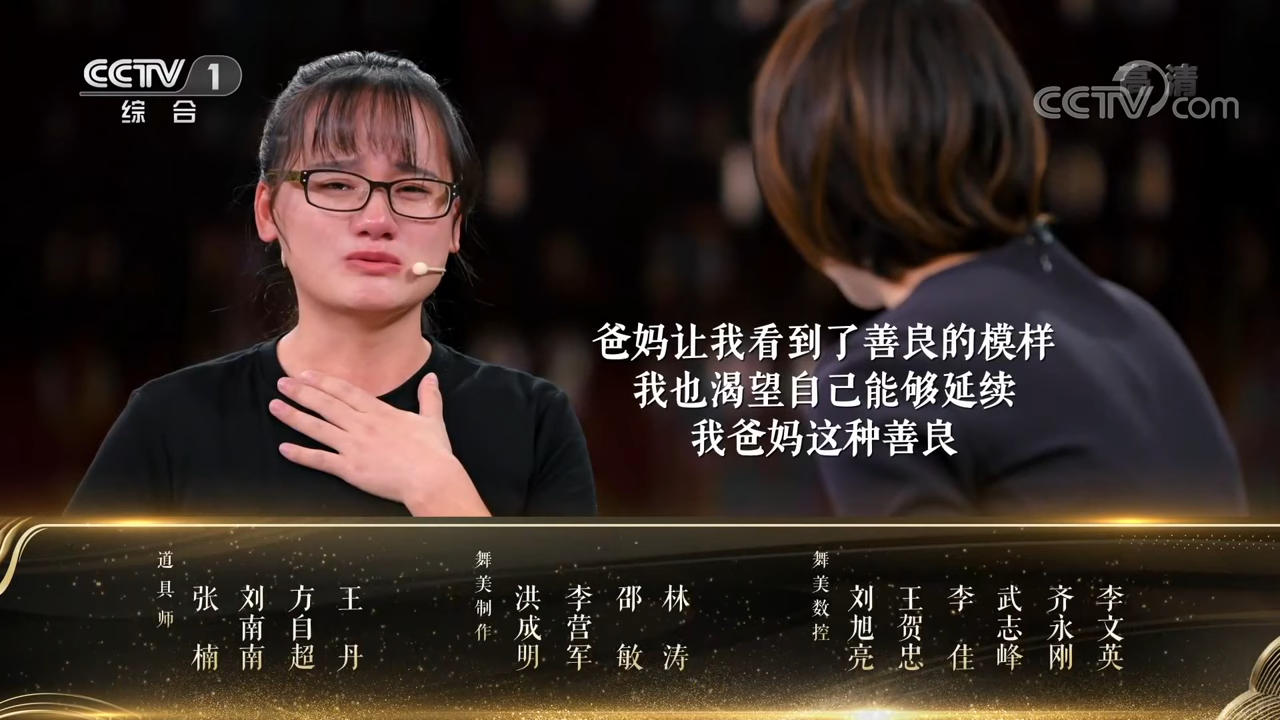 CCTV 1
综合
高清
CCTV.com
爸妈让我看到了善良的模样
我也渴望自己能够延续
我爸妈这种善良
道具师
张楠
刘南南
方自超
王丹
舞美制作
洪成明
李营军
邵敏
林涛
舞美数控
刘旭亮
王贺忠
李佳
武志峰
齐永刚
李文英